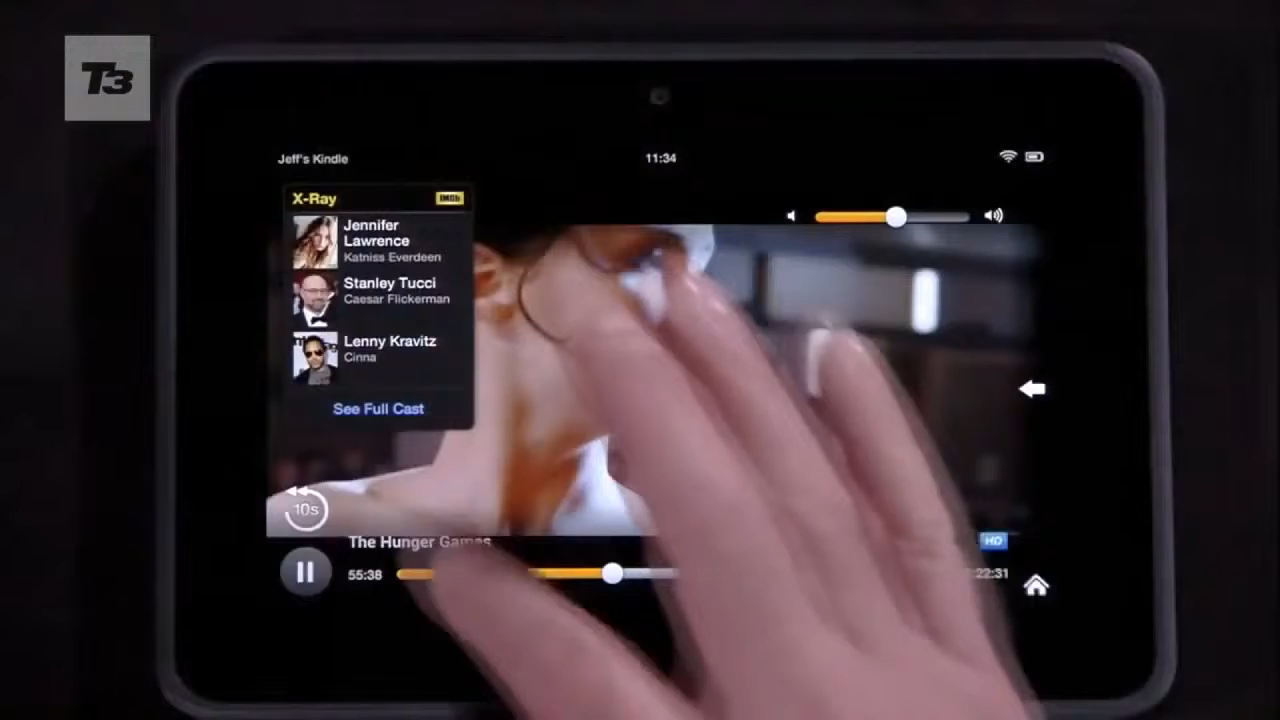 T3
Jeff's Kindle
11:34
X-Ray
IMDb
Jennifer
Lawrence
Katniss Everdeen
Stanley Tucci
Caesar Flickerman
Lenny Kravitz
Cinna
See Full Cast
10s
The Hunger Games
HD
55:38
:22:31